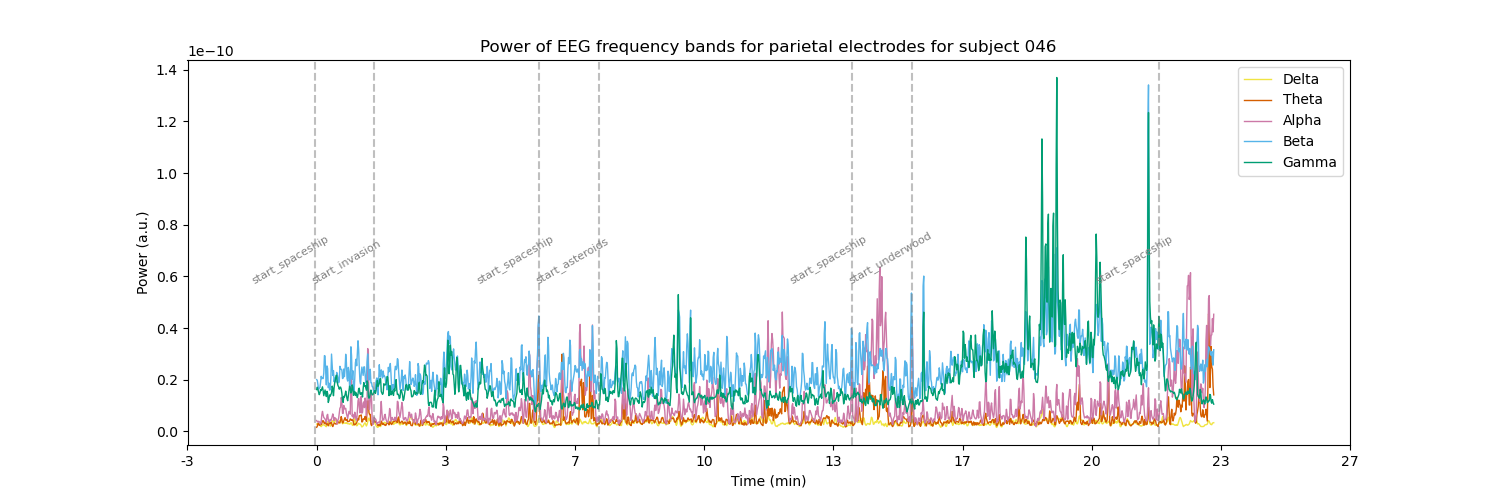 Power of EEG frequency bands for parietal electrodes for subject 046
1e−10
1.4
1.2
1.0
0.8
0.6
0.4
0.2
0.0
Power (a.u.)
start_spaceship
start_invasion
start_spaceship
start_asteroids
start_spaceship
start_underwood
start_spaceship
Delta
Theta
Alpha
Beta
Gamma
-3 0 3 7 10 13 17 20 23 27
Time (min)